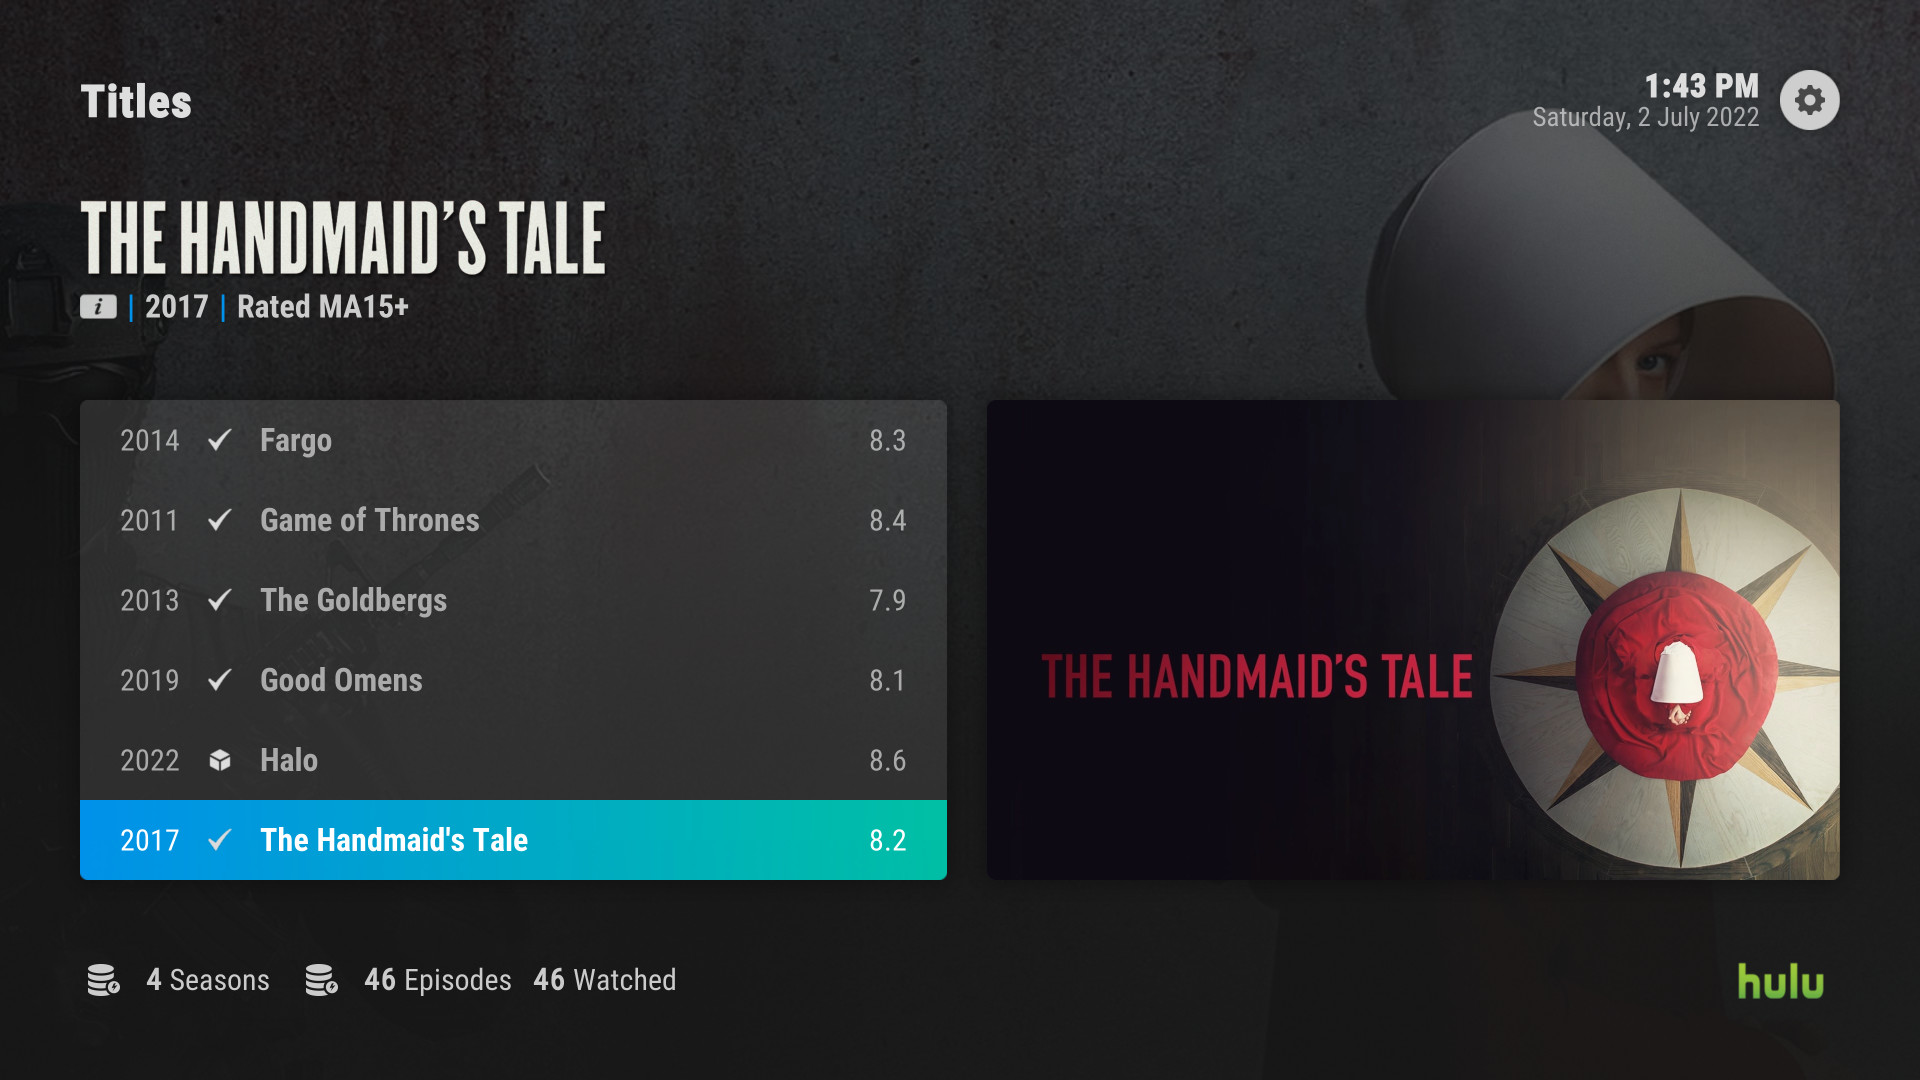 Titles
1:43 PM
Saturday, 2 July 2022
THE HANDMAID'S TALE
i | 2017 | Rated MA15+
2014 Fargo 8.3
2011 Game of Thrones 8.4
2013 The Goldbergs 7.9
2019 Good Omens 8.1
2022 Halo 8.6
2017 The Handmaid's Tale 8.2
THE HANDMAID'S TALE
4 Seasons 46 Episodes 46 Watched
hulu